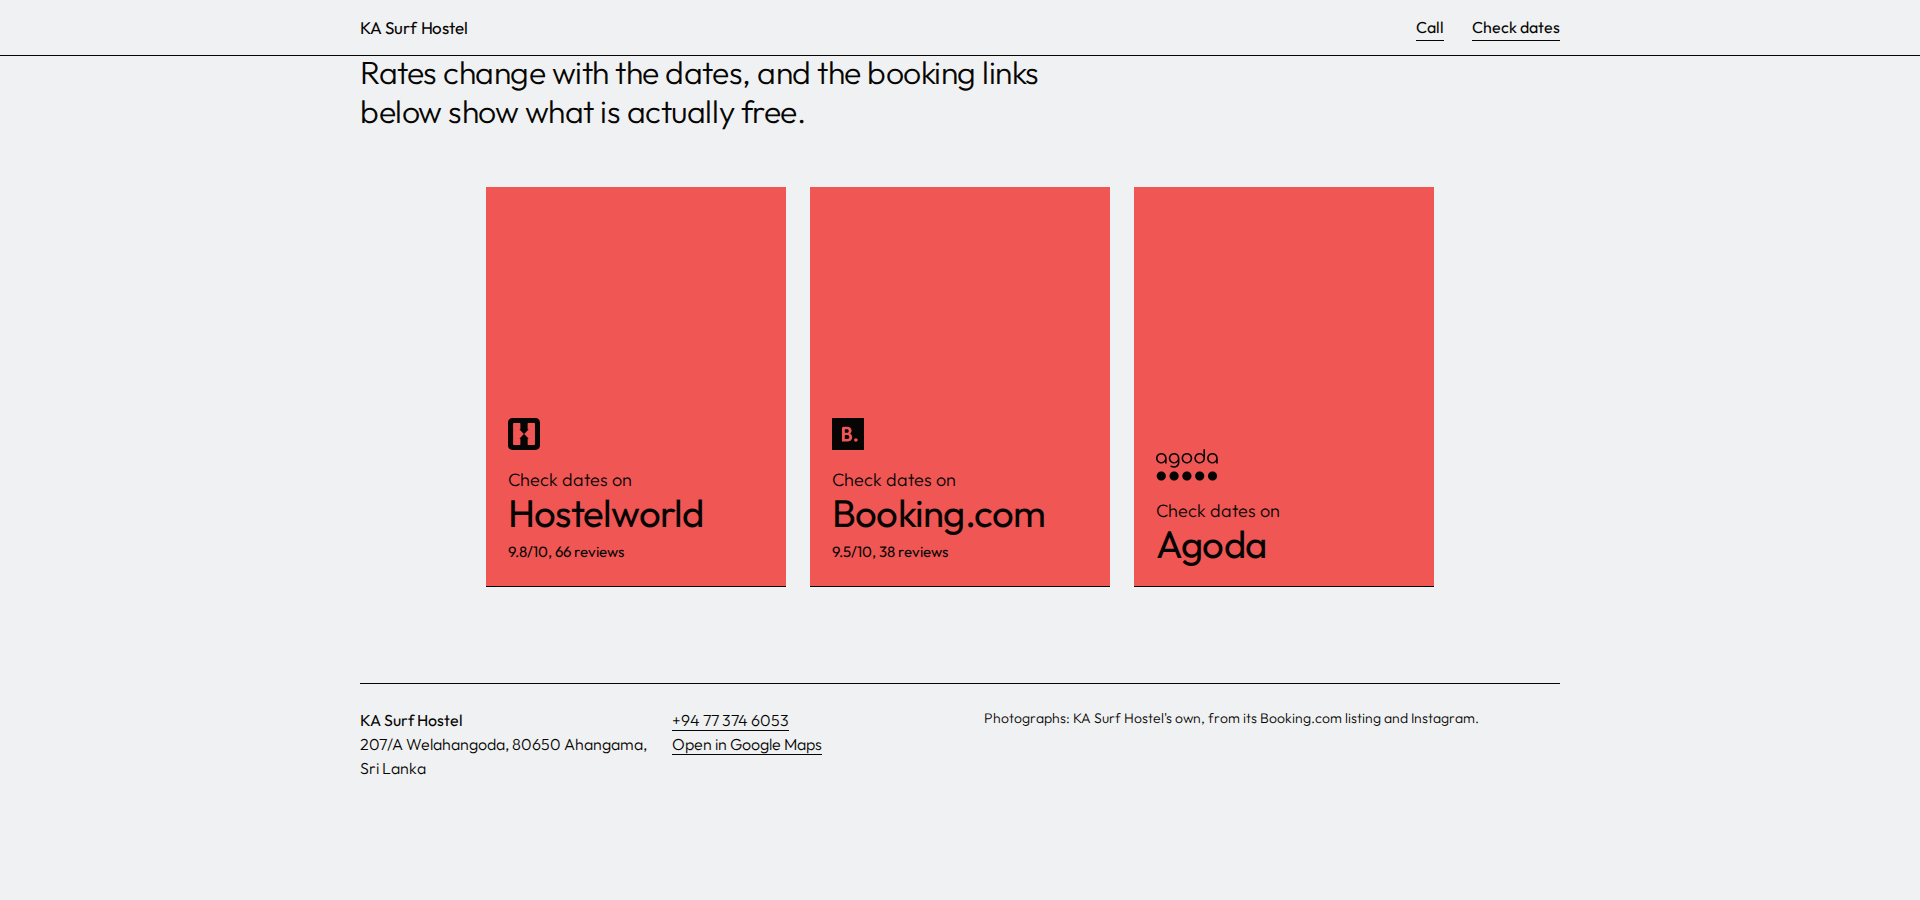 KA Surf Hostel
Call
Check dates
Rates change with the dates, and the booking links
below show what is actually free.
Check dates on
Hostelworld
9.8/10, 66 reviews
B.
Check dates on
Booking.com
9.5/10, 38 reviews
agoda
Check dates on
Agoda
KA Surf Hostel
207/A Welahangoda, 80650 Ahangama,
Sri Lanka
+94 77 374 6053
Open in Google Maps
Photographs: KA Surf Hostel's own, from its Booking.com listing and Instagram.